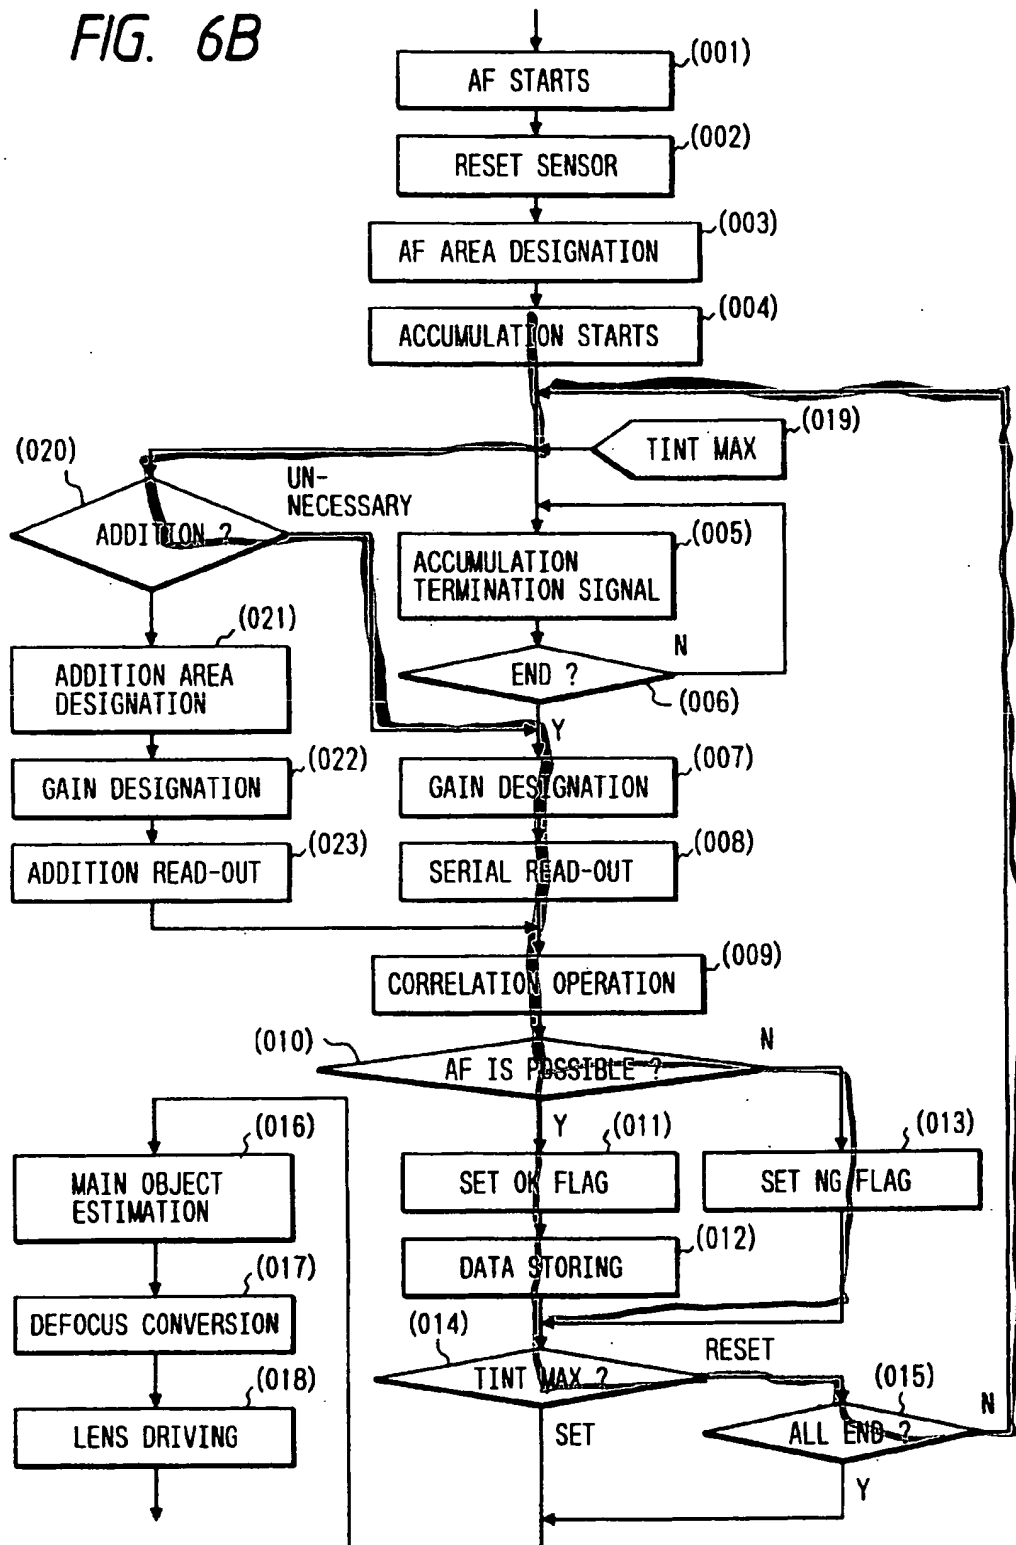 FIG. 6B
(001)
AF STARTS
(002)
RESET SENSOR
(003)
AF AREA DESIGNATION
(004)
ACCUMULATION STARTS
(019)
TINT MAX
(020)
UN-
NECESSARY
ADDITION ?
(005)
ACCUMULATION
TERMINATION SIGNAL
(021)
ADDITION AREA
DESIGNATION
N
END ?
(006)
Y
(022)
GAIN DESIGNATION
(007)
GAIN DESIGNATION
(023)
ADDITION READ-OUT
(008)
SERIAL READ-OUT
(009)
CORRELATION OPERATION
(010)
N
AF IS POSSIBLE ?
Y
(011)
SET OK FLAG
(013)
SET NG FLAG
(016)
MAIN OBJECT
ESTIMATION
(012)
DATA STORING
(017)
DEFOCUS CONVERSION
(014)
TINT MAX ?
RESET
SET
(015)
N
ALL END ?
Y
(018)
LENS DRIVING